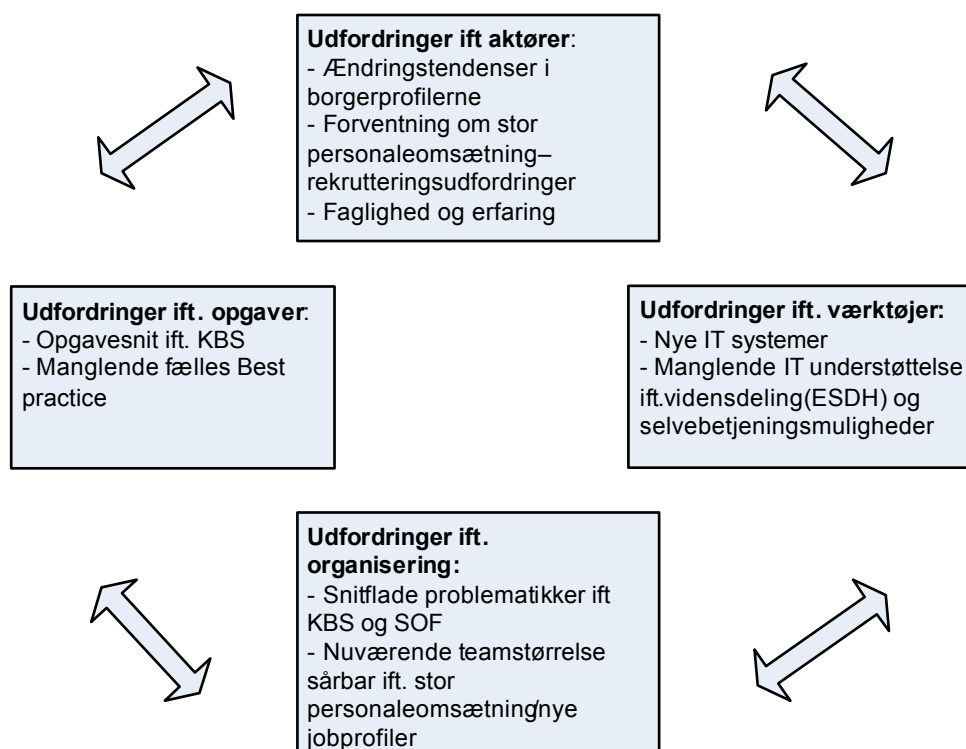 Udfordringer ift aktører:
- Ændringstendenser i
borgerprofilerne
- Forventning om stor
personaleomsætning–
rekrutteringsudfordringer
- Faglighed og erfaring
Udfordringer ift. opgaver:
- Opgavesnit ift. KBS
- Manglende fælles Best
practice
Udfordringer ift. værktøjer:
- Nye IT systemer
- Manglende IT understøttelse
ift.vidensdeling(ESDH) og
selvebetjeningsmuligheder
Udfordringer ift.
organisering:
- Snitflade problematikker ift
KBS og SOF
- Nuværende teamstørrelse
sårbar ift. stor
personaleomsætning/nye
jobprofiler